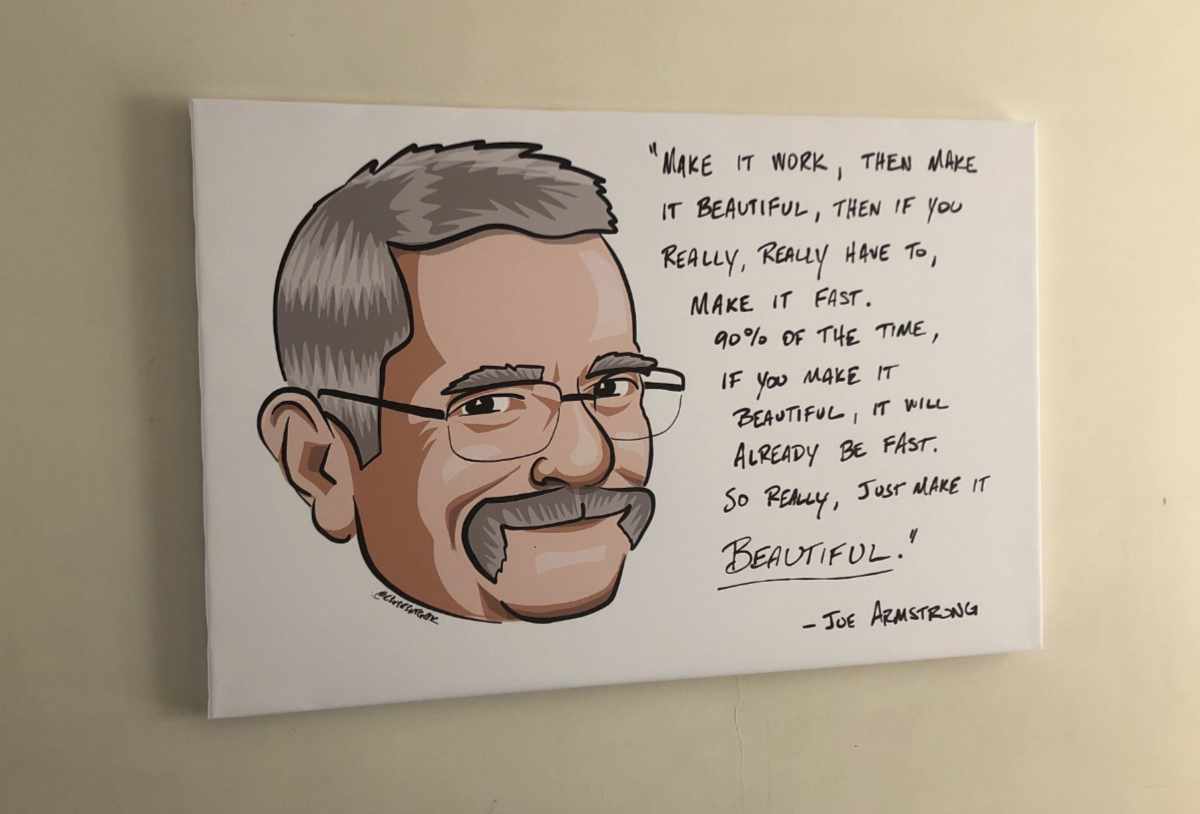 "MAKE IT WORK, THEN MAKE
IT BEAUTIFUL, THEN IF YOU
REALLY, REALLY HAVE TO,
MAKE IT FAST.
90% OF THE TIME,
IF YOU MAKE IT
BEAUTIFUL, IT WILL
ALREADY BE FAST.
SO REALLY, JUST MAKE IT
BEAUTIFUL."
- JOE ARMSTRONG